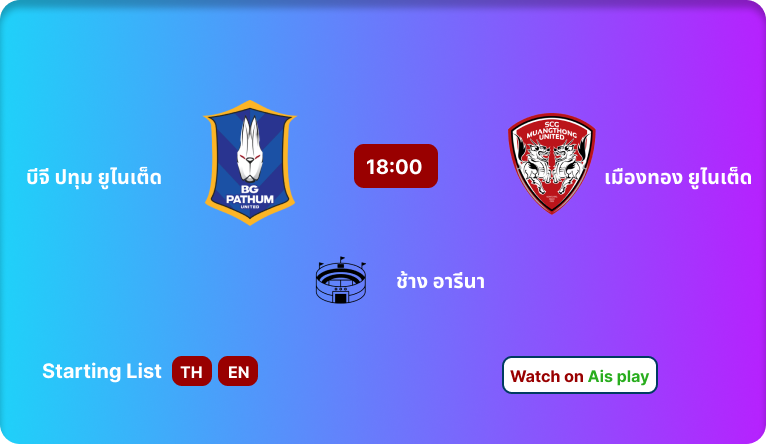 บีจี ปทุม ยูไนเต็ด
BG
PATHUM
UNITED
18:00
SCG
MUANGTHONG
UNITED
เมืองทอง ยูไนเต็ด
ช้าง อารีนา
Starting List TH EN
Watch on Ais play